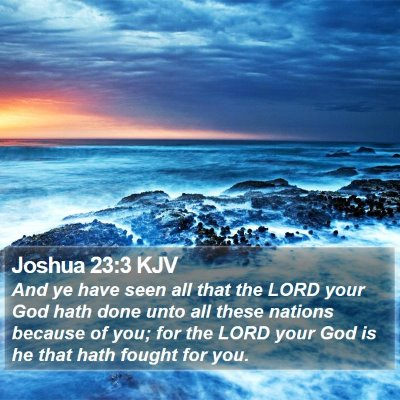 Joshua 23:3 KJV
And ye have seen all that the LORD your
God hath done unto all these nations
because of you; for the LORD your God is
he that hath fought for you.